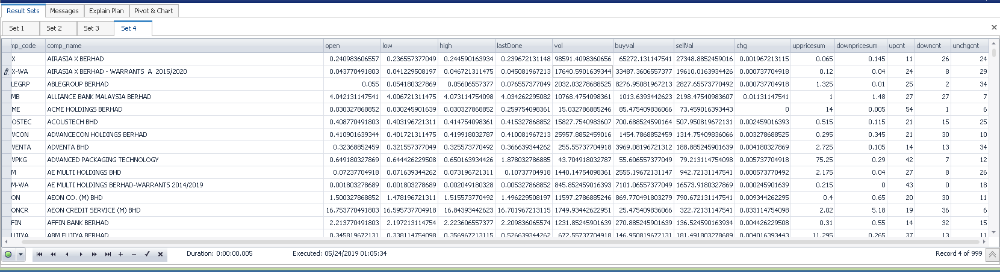 Result Sets Messages Explain Plan Pivot & Chart
Set 1 Set 2 Set 3 Set 4
mp_code comp_name open low high lastDone vol buyval sellVal chg uppricesum downpricesum upcnt downcnt unchgcnt
X AIRASIA X BERHAD 0.240983606557 0.236557377049 0.244590163934 0.239672131148 98591.4098360656 65272.131147541 27348.8852459016 0.001967213115 0.065 0.145 11 26 24
X-WA AIRASIA X BERHAD - WARRANTS A 2015/2020 0.043770491803 0.041229508197 0.046721311475 0.045081967213 17640.5901639344 33487.3606557377 19610.0163934426 0.000737704918 0.12 0.04 24 8 29
LEGRP ABLEGROUP BERHAD 0.055 0.054180327869 0.05606557377 0.076557377049 2032.03278688525 8276.95081967213 2827.65573770492 0.000737704918 1.325 0.01 25 2 34
MB ALLIANCE BANK MALAYSIA BERHAD 4.042131147541 4.006721311475 4.073114754098 4.034262295082 10768.4754098361 1013.6393442623 2198.47540983607 0.01131147541 1 1.48 27 27 7
ME ACME HOLDINGS BERHAD 0.030327868852 0.030245901639 0.030327868852 0.259754098361 15.032786885246 85.475409836066 73.459016393443 0 14 0.005 54 1 6
OSTEC ACOUSTECH BHD 0.408770491803 0.403196721311 0.414754098361 0.415327868852 15827.7540983607 700.688524590164 507.950819672131 0.002459016393 0.515 0.115 21 15 25
VCON ADVANCECON HOLDINGS BERHAD 0.410901639344 0.401721311475 0.419918032787 0.410081967213 25957.8852459016 1454.7868852459 1314.75409836066 0.003278688525 0.295 0.345 21 30 10
VENTA ADVENTA BHD 0.32368852459 0.321557377049 0.325573770492 0.366639344262 255.55737704918 3969.08196721312 188.885245901639 0.004180327869 2.725 0.105 14 13 34
VPKG ADVANCED PACKAGING TECHNOLOGY 0.649180327869 0.644426229508 0.650163934426 1.878032786885 43.704918032787 55.606557377049 79.213114754098 0.005737704918 75.25 0.29 42 7 12
M AE MULTI HOLDINGS BHD 0.07237704918 0.071639344262 0.073196721311 0.10737704918 1440.14754098361 2555.19672131147 942.721311147541 0.000573770492 2.175 0.04 27 8 26
M-WA AE MULTI HOLDINGS BERHAD-WARRANTS 2014/2019 0.001803278689 0.001803278689 0.002049180328 0.005327868852 845.852459016393 7101.06557377049 16573.9180327869 0.000245901639 0.215 0 43 0 18
ON AEON CO. (M) BHD 1.500327868852 1.478196721311 1.515573770492 1.496229508197 11597.2786885246 869.770491803279 790.672131147541 0.009344262295 0.4 0.65 20 30 11
ONCR AEON CREDIT SERVICE (M) BHD 16.753770491803 16.595737704918 16.84393442623 16.701967213115 1749.93442622951 25.475409836066 322.72131147541 0.033114754098 2.02 5.18 19 36 6
FIN AFFIN BANK BERHAD 2.213770491803 2.197213114754 2.223606557377 2.209836065574 1231.85245901639 270.885245901639 136.524590163934 0.004426229508 0.31 0.55 14 32 15
UJIYA ABM FUJIYA BERHAD 0.345819672131 0.338114754098 0.356967213115 0.526639344262 672.55737704918 146.950819672131 181.491803278689 0.004016393443 11.295 0.265 37 13 11
Duration: 0:00:00.005 Executed: 05/24/2019 01:05:34 Record 4 of 999